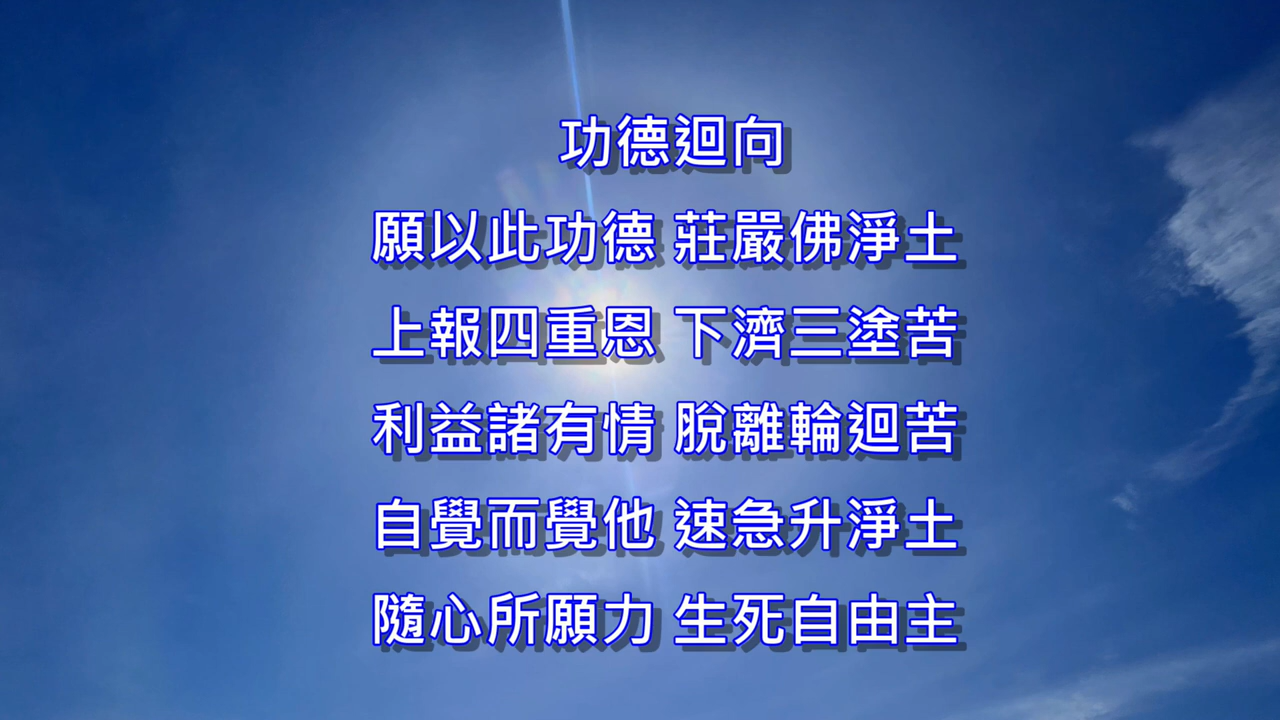 功德迴向
願以此功德 莊嚴佛淨土
上報四重恩 下濟三塗苦
利益諸有情 脫離輪迴苦
自覺而覺他 速急升淨土
隨心所願力 生死自由主